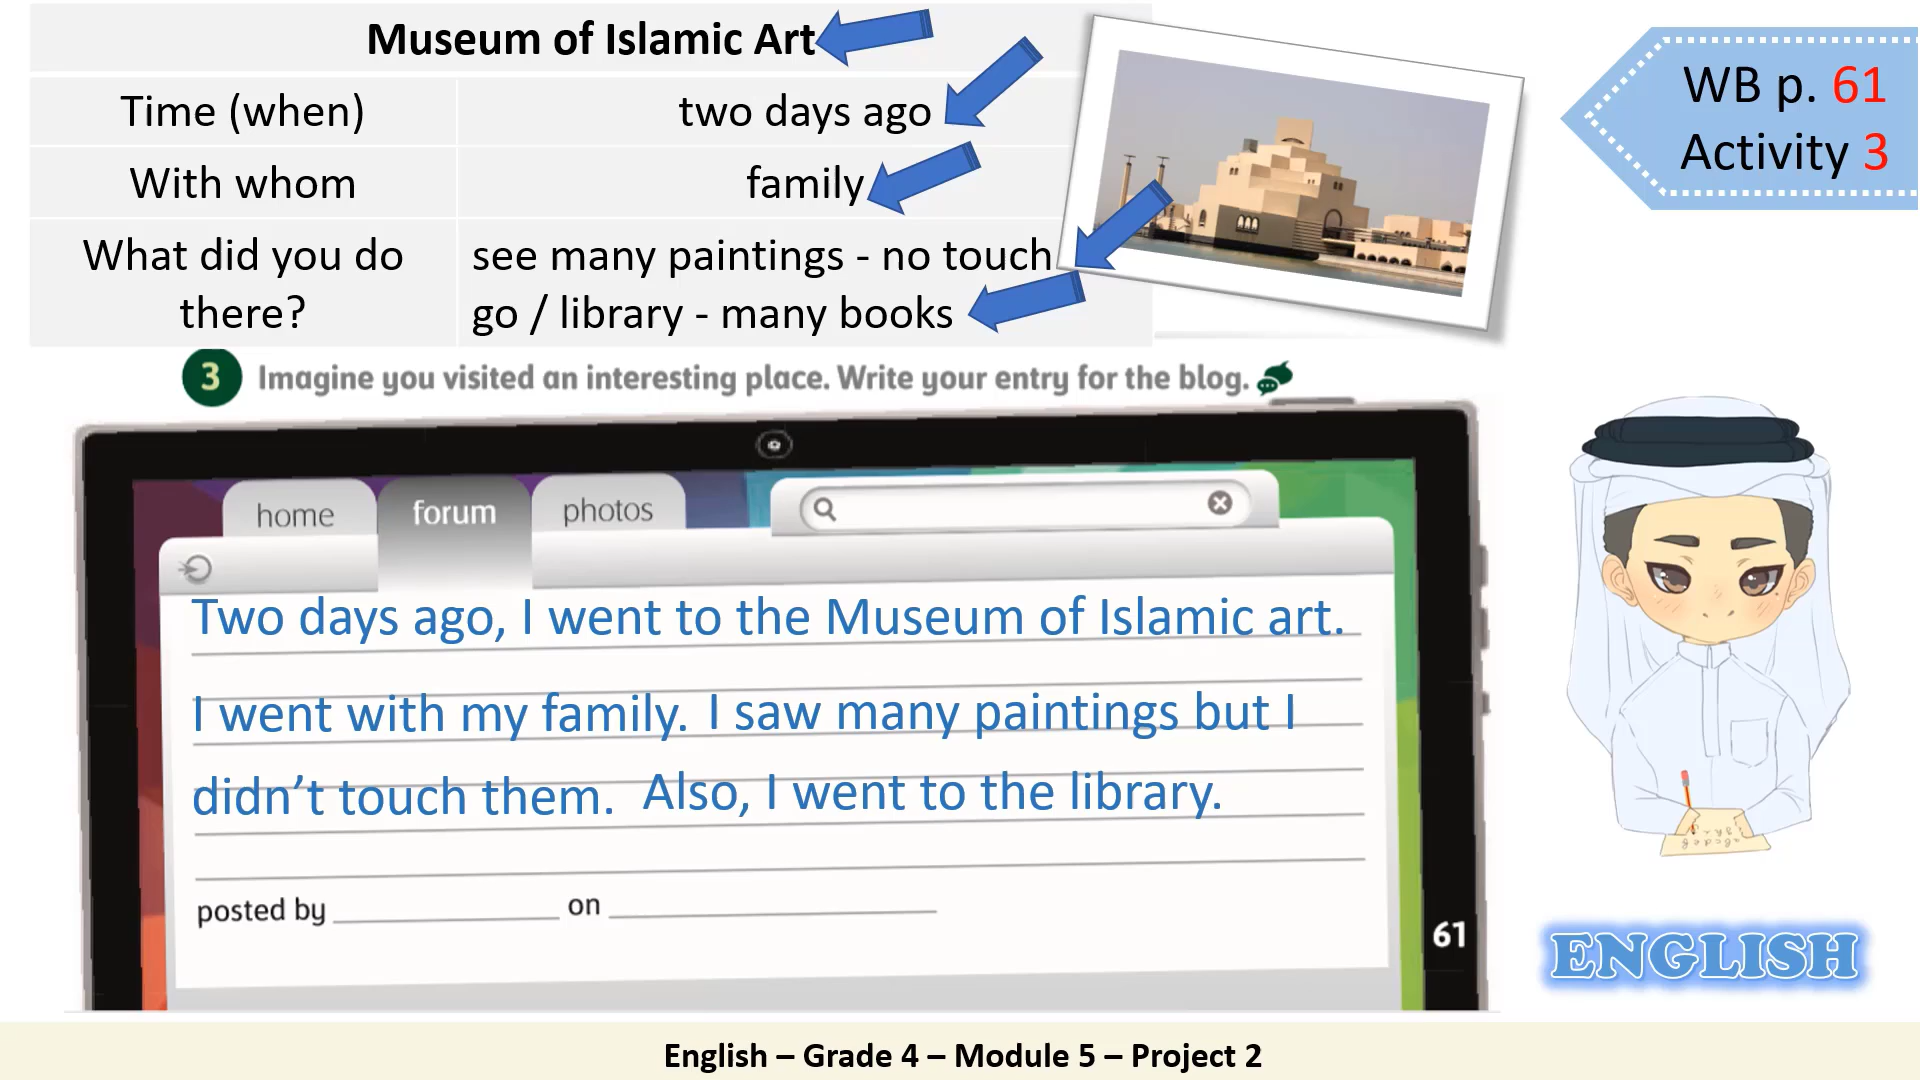 Museum of Islamic Art
Time (when)
two days ago
With whom
family
What did you do
there?
see many paintings - no touch
go / library - many books
WB p. 61
Activity 3
3 Imagine you visited an interesting place. Write your entry for the blog.
home
forum
photos
Two days ago, I went to the Museum of Islamic art.
I went with my family. I saw many paintings but I
didn’t touch them. Also, I went to the library.
posted by ____________ on ____________
61
ENGLISH
English – Grade 4 – Module 5 – Project 2